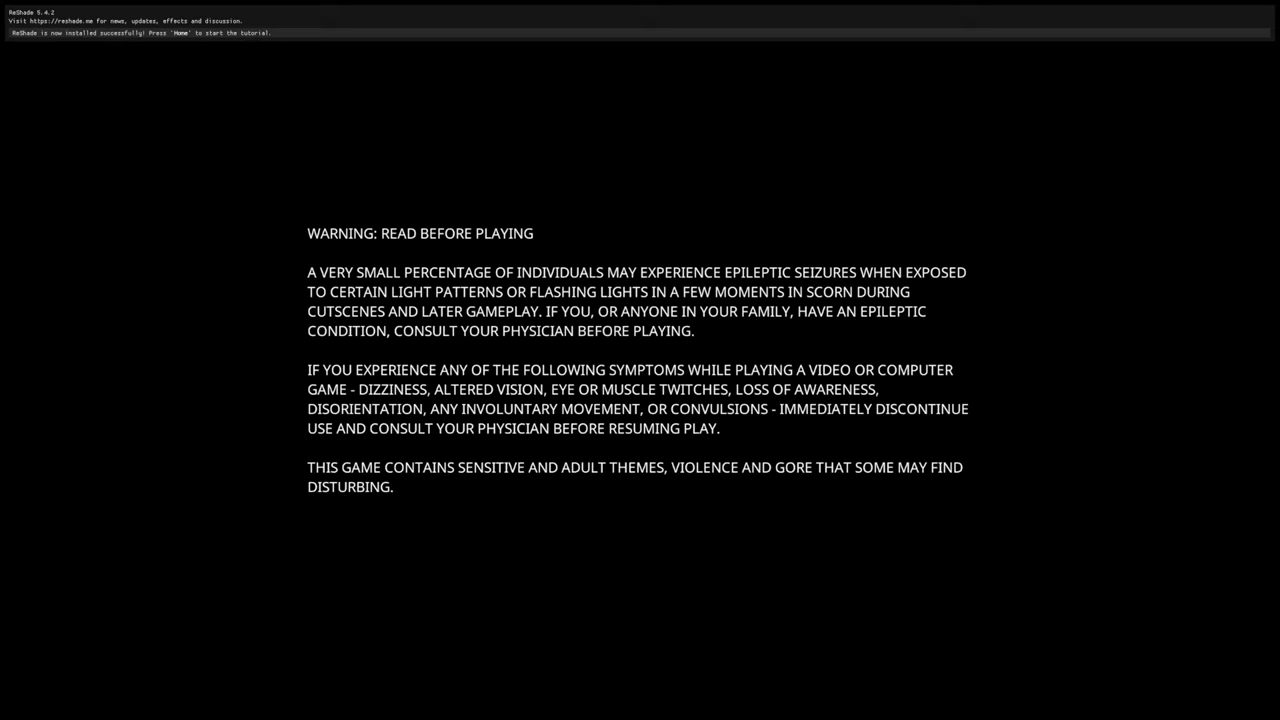 ReShade 5.4.2
Visit https://reshade.me for news, updates, effects and discussion.
ReShade is now installed successfully! Press 'Home' to start the tutorial.
WARNING: READ BEFORE PLAYING
A VERY SMALL PERCENTAGE OF INDIVIDUALS MAY EXPERIENCE EPILEPTIC SEIZURES WHEN EXPOSED
TO CERTAIN LIGHT PATTERNS OR FLASHING LIGHTS IN A FEW MOMENTS IN SCORN DURING
CUTSCENES AND LATER GAMEPLAY. IF YOU, OR ANYONE IN YOUR FAMILY, HAVE AN EPILEPTIC
CONDITION, CONSULT YOUR PHYSICIAN BEFORE PLAYING.
IF YOU EXPERIENCE ANY OF THE FOLLOWING SYMPTOMS WHILE PLAYING A VIDEO OR COMPUTER
GAME - DIZZINESS, ALTERED VISION, EYE OR MUSCLE TWITCHES, LOSS OF AWARENESS,
DISORIENTATION, ANY INVOLUNTARY MOVEMENT, OR CONVULSIONS - IMMEDIATELY DISCONTINUE
USE AND CONSULT YOUR PHYSICIAN BEFORE RESUMING PLAY.
THIS GAME CONTAINS SENSITIVE AND ADULT THEMES, VIOLENCE AND GORE THAT SOME MAY FIND
DISTURBING.